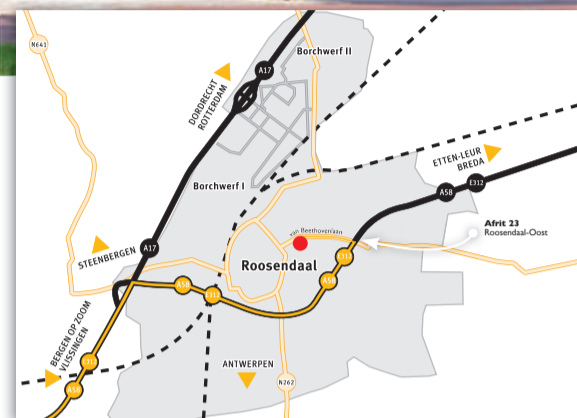 N641
Borchwerf II
A17
DORDRECHT
ROTTERDAM
ETTEN-LEUR
BREDA
E312
A58
Borchwerf I
Afrit 23
Roosendaal-Oost
van Beethovenlaan
A17
STEENBERGEN
E312
Roosendaal
A58
A58
E312
BERGEN OP ZOOM
VLISSINGEN
E312
ANTWERPEN
A58
N262